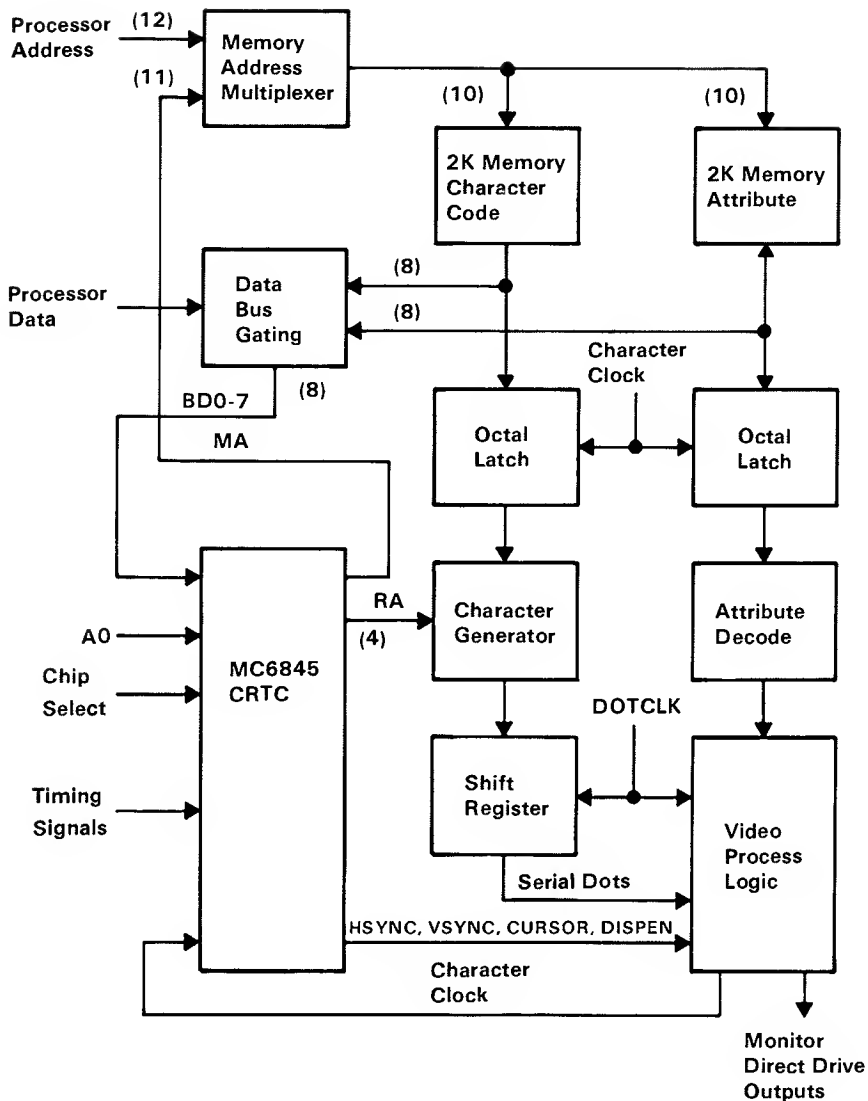 Processor
Address
(12)
(11)
Memory
Address
Multiplexer
(10)
(10)
2K Memory
Character
Code
2K Memory
Attribute
Processor
Data
Data
Bus
Gating
(8)
(8)
(8)
BD0-7
MA
Character
Clock
Octal
Latch
Octal
Latch
A0
Chip
Select
Timing
Signals
MC6845
CRTC
RA
(4)
Character
Generator
Attribute
Decode
DOTCLK
Shift
Register
Video
Process
Logic
Serial Dots
HSYNC, VSYNC, CURSOR, DISPEN
Character
Clock
Monitor
Direct Drive
Outputs